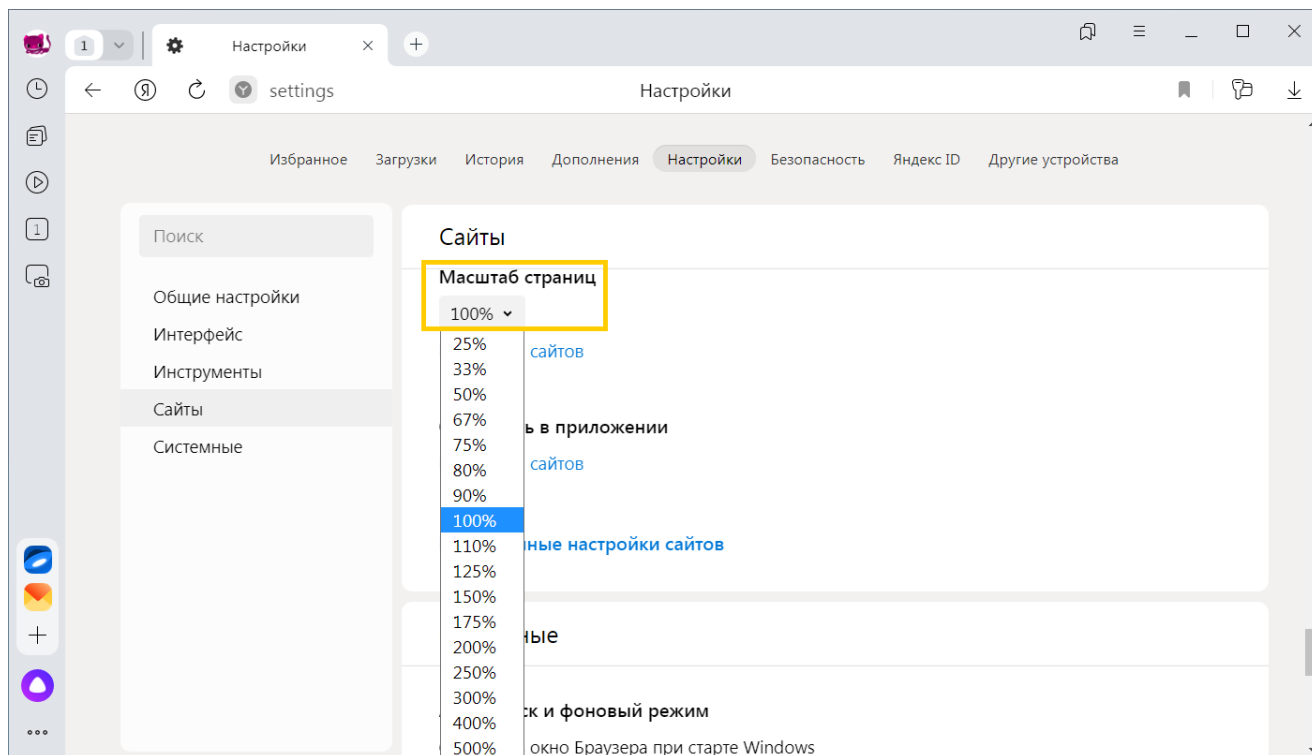 1
Настройки
settings
Настройки
Избранное Загрузки История Дополнения Настройки Безопасность Яндекс ID Другие устройства
1
Поиск
Общие настройки
Интерфейс
Инструменты
Сайты
Системные
Сайты
Масштаб страниц
100%
25%
сайтов
33%
50%
67%
ь в приложении
75%
80%
сайтов
90%
100%
110%
ные настройки сайтов
125%
150%
175%
ные
200%
250%
300%
ск и фоновый режим
400%
500%
окно Браузера при старте Windows